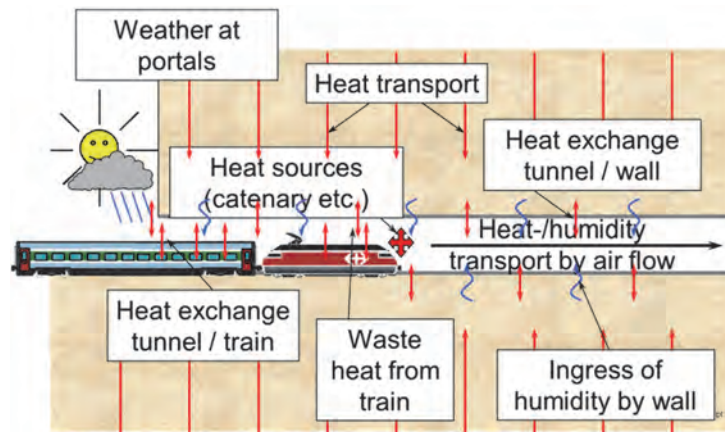 Weather at
portals
Heat transport
Heat exchange
tunnel / wall
Heat sources
(catenary etc.)
Heat-/humidity
transport by air flow
Heat exchange
tunnel / train
Waste
heat from
train
Ingress of
humidity by wall